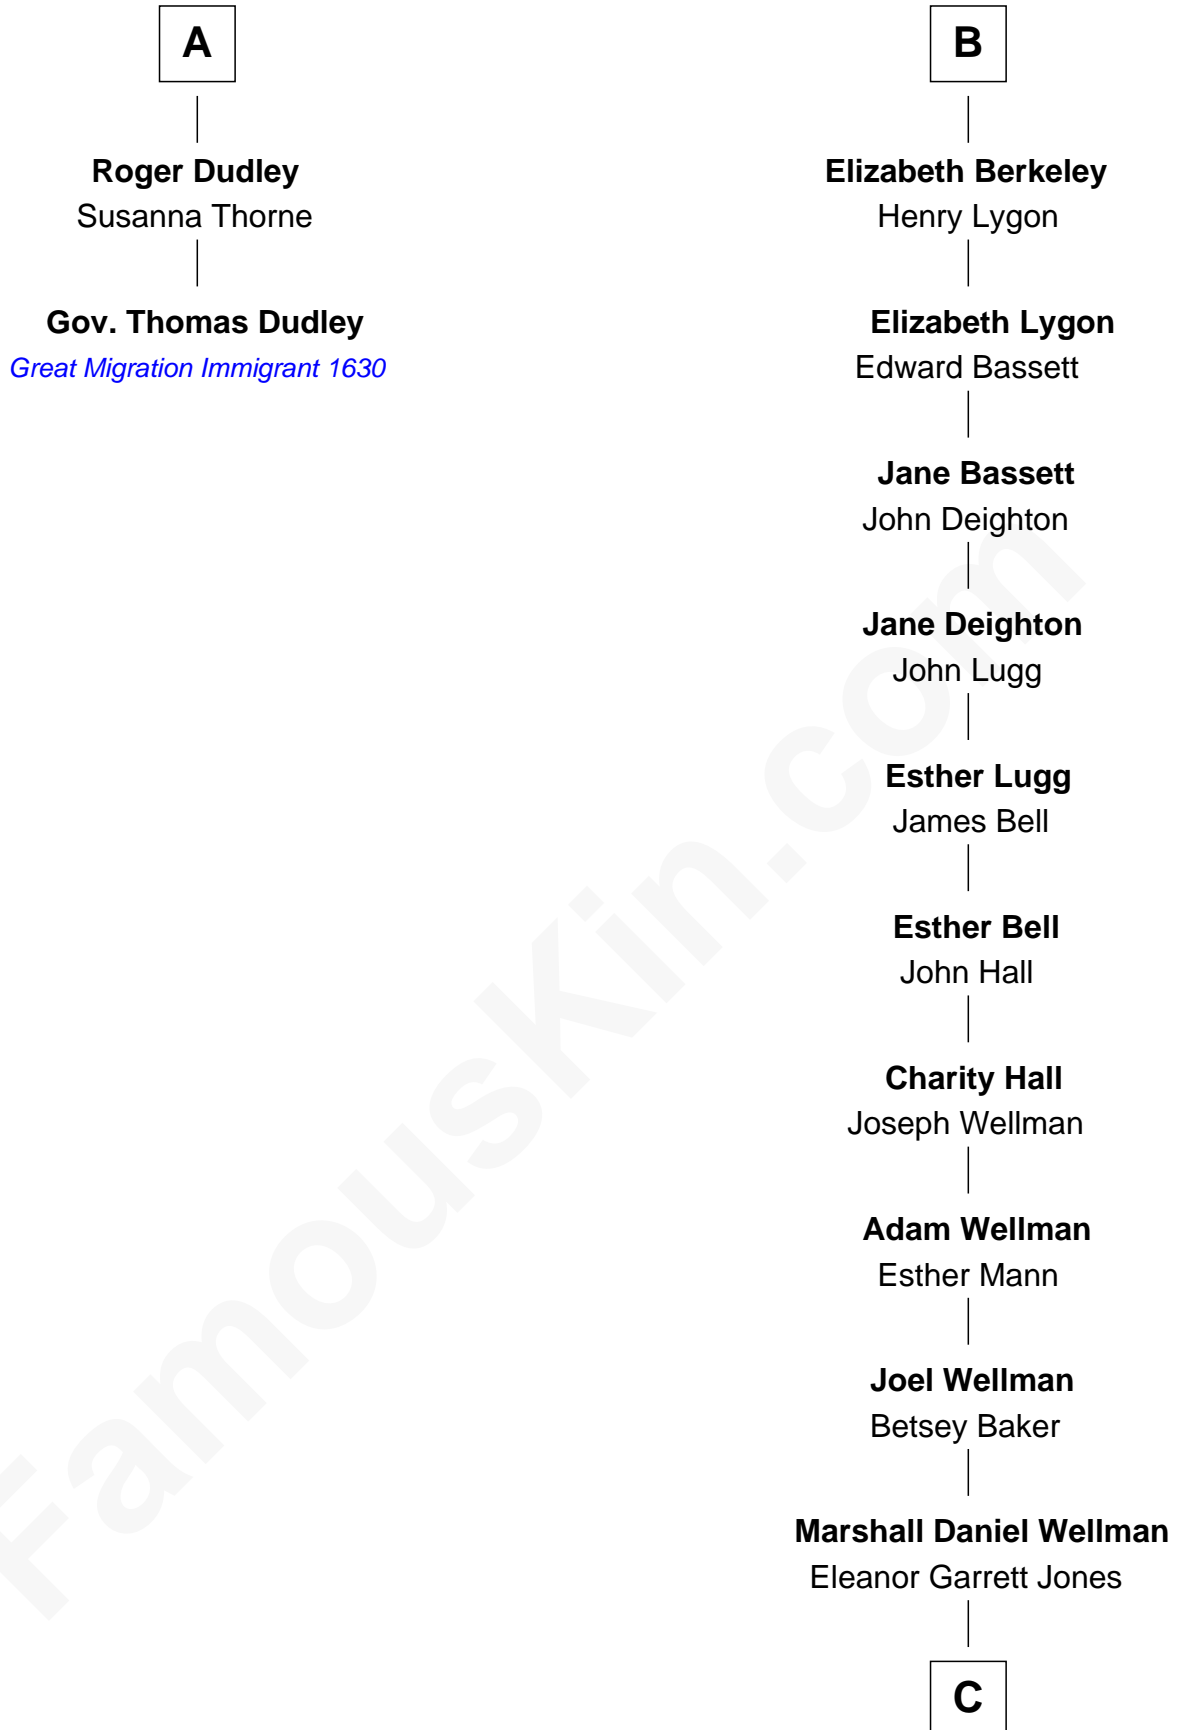 A
Roger Dudley
Susanna Thorne
Gov. Thomas Dudley
Great Migration Immigrant 1630
B
Elizabeth Berkeley
Henry Lygon
Elizabeth Lygon
Edward Bassett
Jane Bassett
John Deighton
Jane Deighton
John Lugg
Esther Lugg
James Bell
Esther Bell
John Hall
Charity Hall
Joseph Wellman
Adam Wellman
Esther Mann
Joel Wellman
Betsey Baker
Marshall Daniel Wellman
Eleanor Garrett Jones
C
FamousKin.com